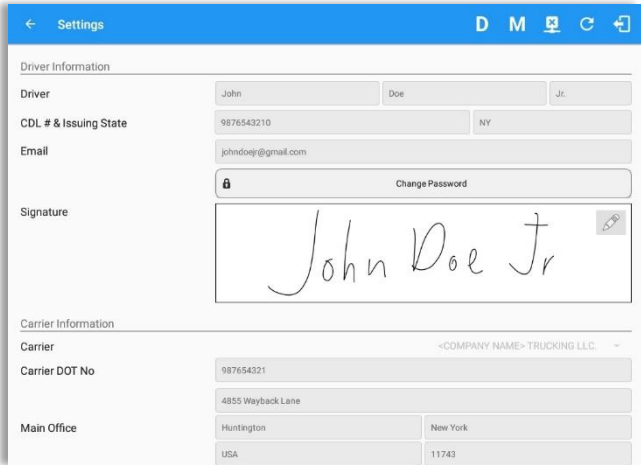 Settings D M
Driver Information
Driver John Doe Jr.
CDL # & Issuing State 9876543210 NY
Email johndoejr@gmail.com
Change Password
Signature John Doe Jr
Carrier Information
Carrier <COMPANY NAME> TRUCKING LLC.
Carrier DOT No 987654321
4855 Wayback Lane
Main Office Huntington New York
USA 11743